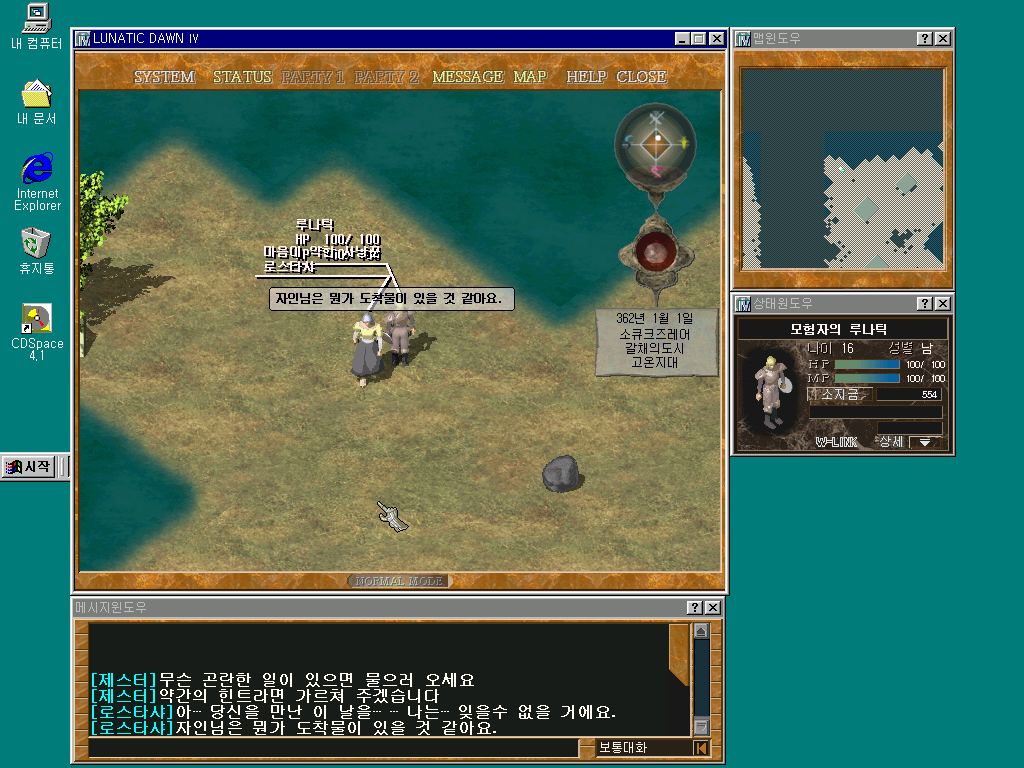 내 컴퓨터
내 문서
Internet
Explorer
휴지통
CDSpace
4,1
시작
LUNATIC DAWN IV
SYSTEM STATUS PARTY 1 PARTY 2 MESSAGE MAP HELP CLOSE
루나틱
HP 100/ 100
로스타샤
자인님은 뭔가 도착물이 있을 것 같아요.
362년 1월 1일
소큐크즈레어
갈채의도시
고온지대
NORMAL MODE
맵윈도우
상태윈도우
모험자의 루나틱
나이 16 성별 남
HP 100/ 100
MP 100/ 100
소지금 554
W-LINK 상세
메시지윈도우
[제스티]무슨 곤란한 일이 있으면 물으러 오세요
[제스티]약간의 힌트라면 가르쳐 주겠습니다
[로스타샤]아… 당신을 만난 이 날을… … 나는… 잊을수 없을 거에요.
[로스타샤]자인님은 뭔가 도착물이 있을 것 같아요.
보통대화